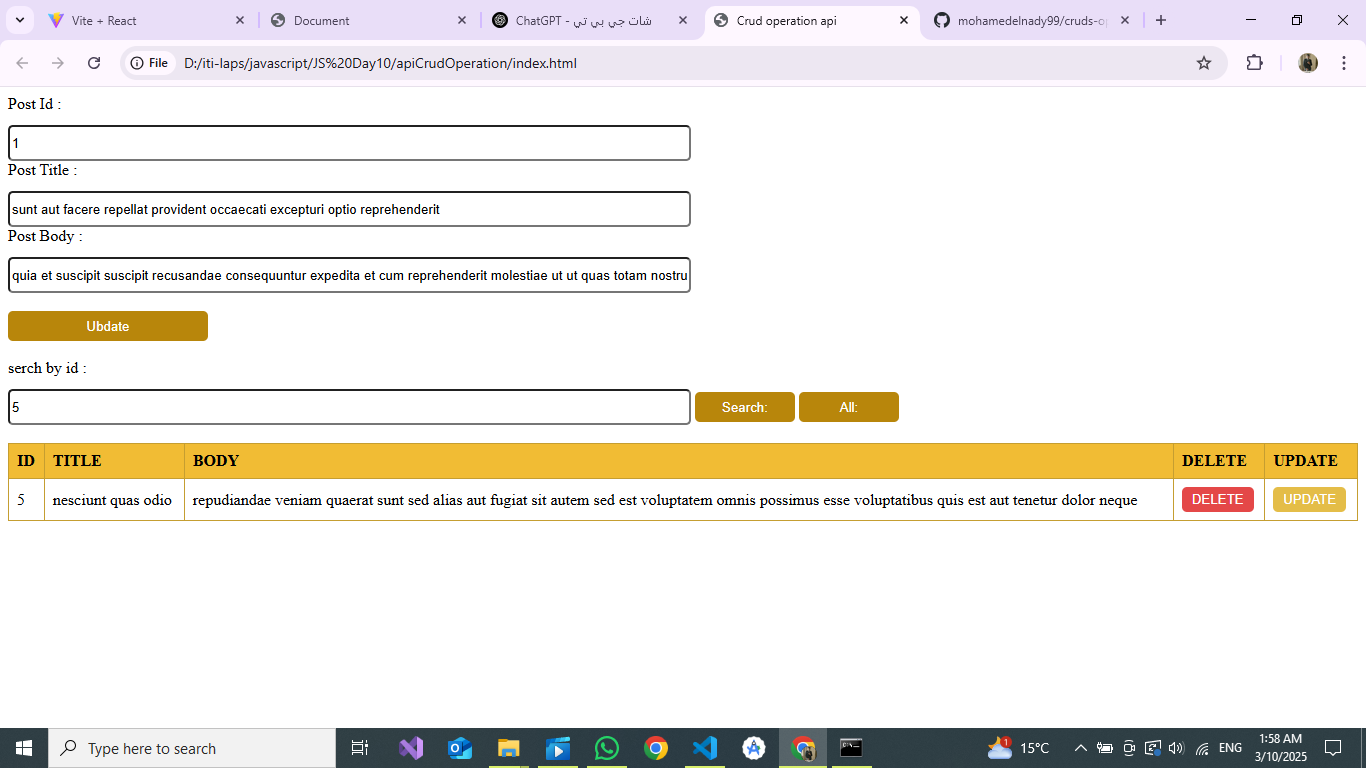 Vite + React
Document
ChatGPT - شات جي بي تي
Crud operation api
mohamedelnady99/cruds-o
File D:/iti-laps/javascript/JS%20Day10/apiCrudOperation/index.html
Post Id :
1
Post Title :
sunt aut facere repellat provident occaecati excepturi optio reprehenderit
Post Body :
quia et suscipit suscipit recusandae consequuntur expedita et cum reprehenderit molestiae ut ut quas totam nostru
Ubdate
serch by id :
5 Search: All:
ID TITLE BODY DELETE UPDATE
5 nesciunt quas odio repudiandae veniam quaerat sunt sed alias aut fugiat sit autem sed est voluptatem omnis possimus esse voluptatibus quis est aut tenetur dolor neque DELETE UPDATE
Type here to search
1
15°C
ENG
1:58 AM
3/10/2025